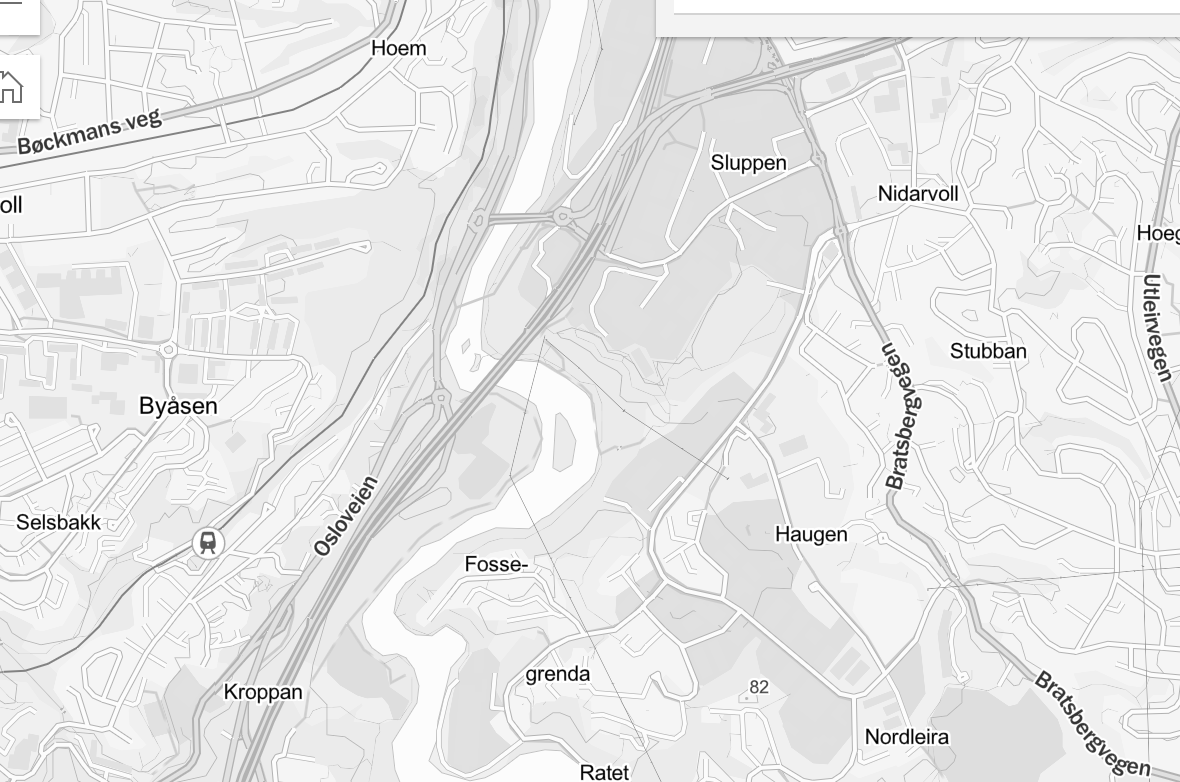 Hoem
Bøckmans veg
Sluppen
Nidarvoll
oll
Hoeg
Utleirvegen
Stubban
Bratsbergvegen
Byåsen
Selsbakk
Osloveien
Haugen
Fosse-
grenda
82
Kroppan
Bratsbergvegen
Nordleira
Ratet